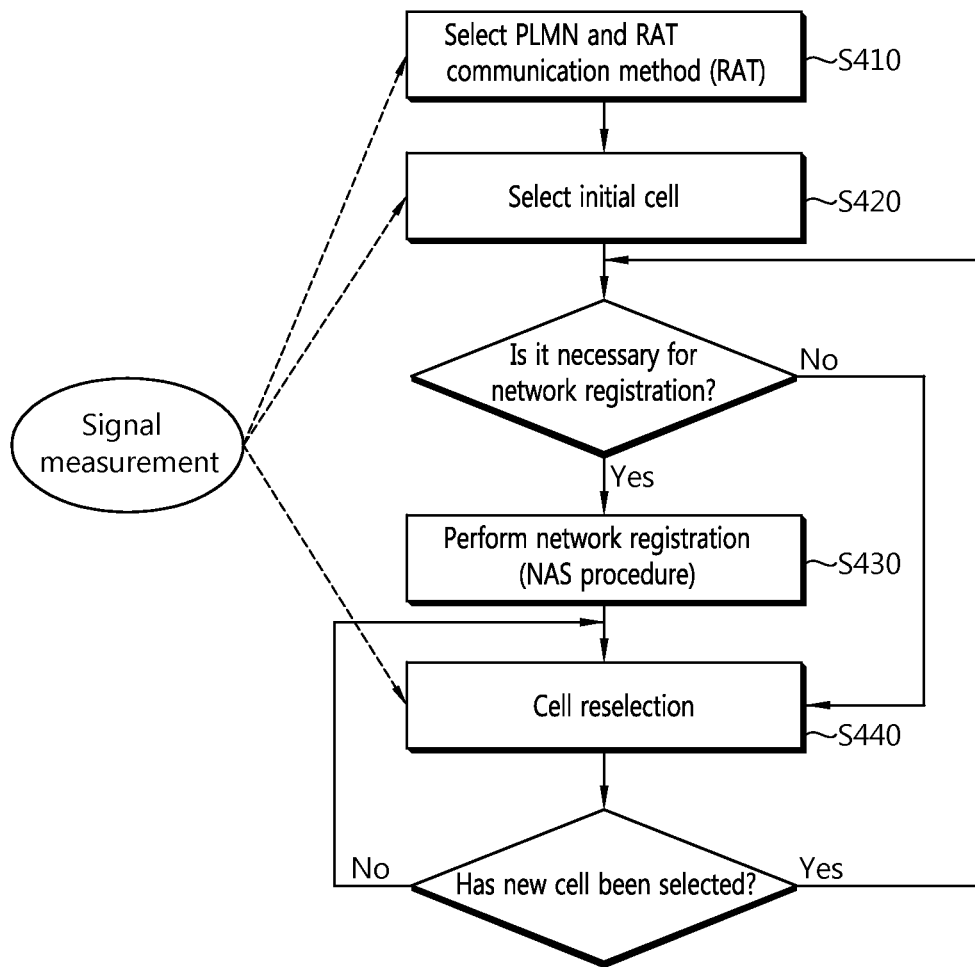 Select PLMN and RAT
communication method (RAT)
S410
Select initial cell
S420
Is it necessary for
network registration?
No
Signal
measurement
Yes
Perform network registration
(NAS procedure)
S430
Cell reselection
S440
No
Has new cell been selected?
Yes